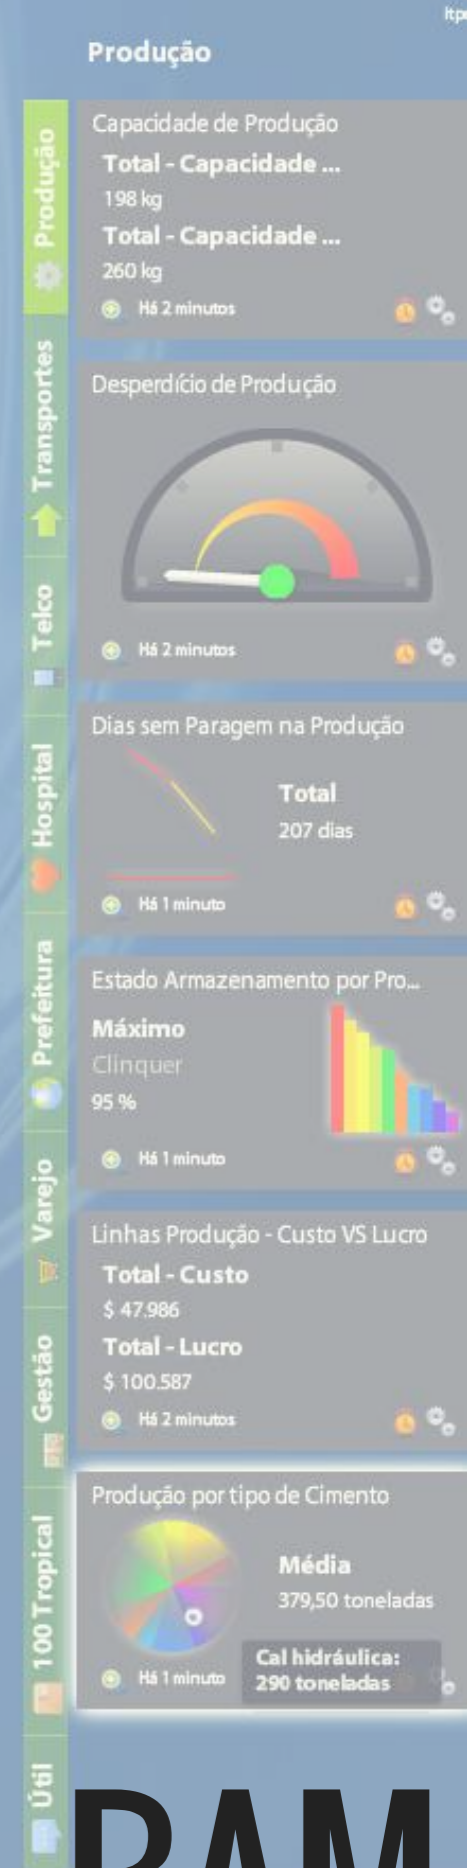 Produção
Produção
Transportes
Telco
Hospital
Prefeitura
Varejo
Gestão
100 Tropical
Útil
Capacidade de Produção
Total - Capacidade ...
198 kg
Total - Capacidade ...
260 kg
Há 2 minutos
Desperdício de Produção
Há 2 minutos
Dias sem Paragem na Produção
Total
207 dias
Há 1 minuto
Estado Armazenamento por Pro...
Máximo
Clinquer
95 %
Há 1 minuto
Linhas Produção - Custo VS Lucro
Total - Custo
$ 47.986
Total - Lucro
$ 100.587
Há 2 minutos
Produção por tipo de Cimento
Média
379,50 toneladas
Cal hidráulica:
290 toneladas
Há 1 minuto